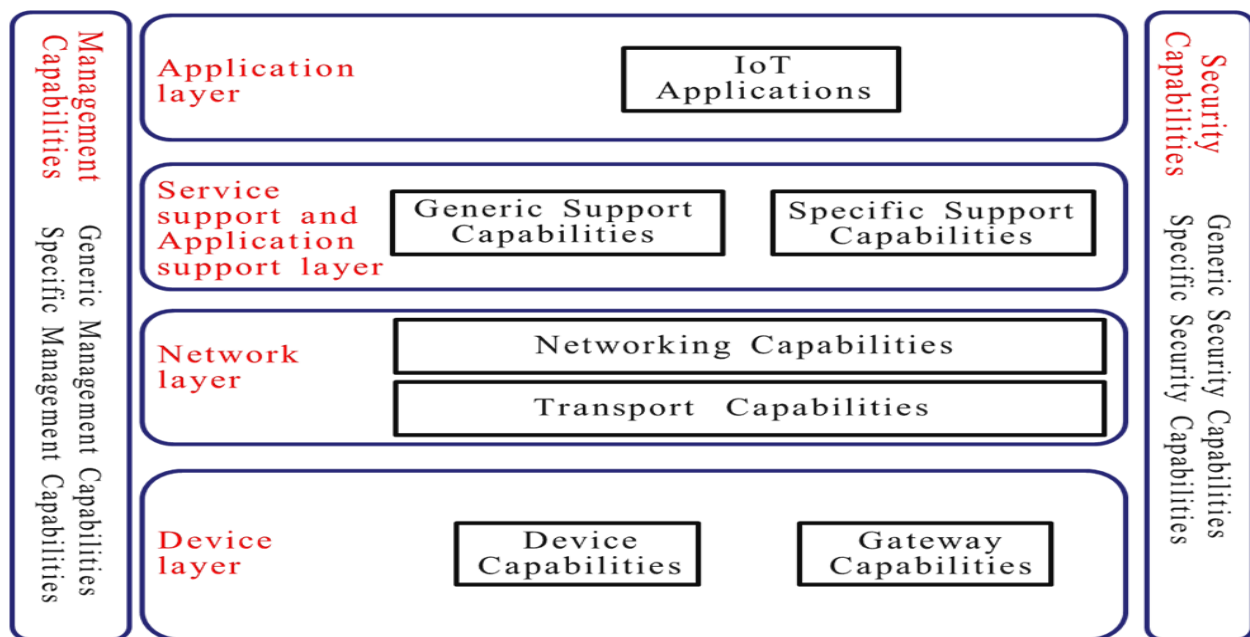 Management
Capabilities
Generic Management Capabilities
Specific Management Capabilities
Application
layer
IoT
Applications
Service
support and
Application
support layer
Generic Support
Capabilities
Specific Support
Capabilities
Network
layer
Networking Capabilities
Transport Capabilities
Device
layer
Device
Capabilities
Gateway
Capabilities
Security
Capabilities
Generic Security Capabilities
Specific Security Capabilities